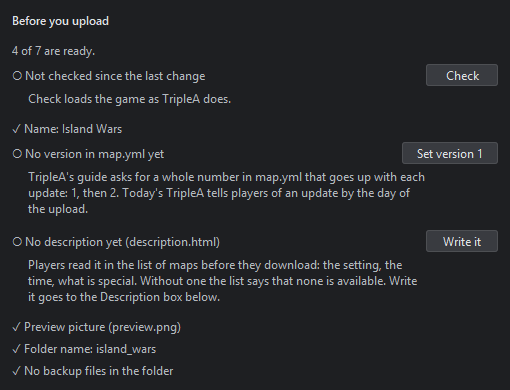 Before you upload
4 of 7 are ready.
Not checked since the last change
Check
Check loads the game as TripleA does.
✓ Name: Island Wars
No version in map.yml yet
Set version 1
TripleA's guide asks for a whole number in map.yml that goes up with each
update: 1, then 2. Today's TripleA tells players of an update by the day of
the upload.
No description yet (description.html)
Write it
Players read it in the list of maps before they download: the setting, the
time, what is special. Without one the list says that none is available. Write
it goes to the Description box below.
✓ Preview picture (preview.png)
✓ Folder name: island_wars
✓ No backup files in the folder